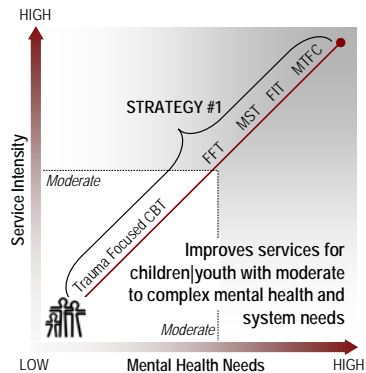 HIGH
STRATEGY #1
MTFC
FIT
MST
FFT
Trauma Focused CBT
Moderate
Service Intensity
Improves services for
children|youth with moderate
to complex mental health and
system needs
Moderate
LOW
Mental Health Needs
HIGH